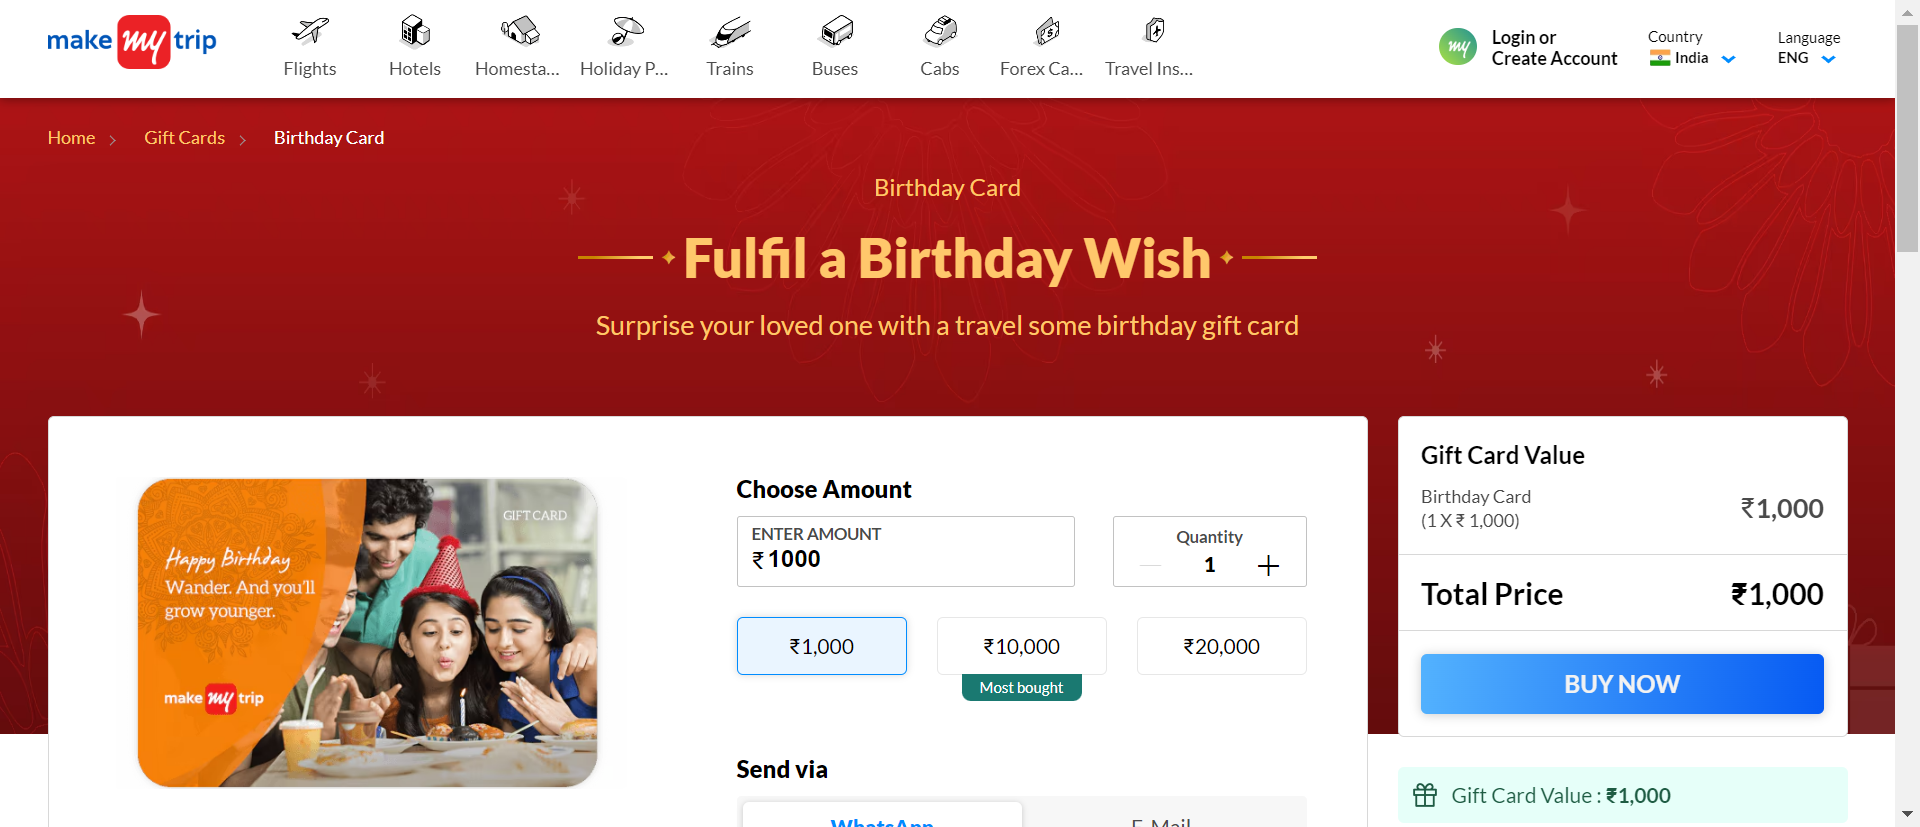 make my trip
Flights
Hotels
Homesta...
Holiday P...
Trains
Buses
Cabs
Forex Ca...
Travel Ins...
my
Login or
Create Account
Country
India
Language
ENG
Home
Gift Cards
Birthday Card
Birthday Card
Fulfil a Birthday Wish
Surprise your loved one with a travel some birthday gift card
GIFT CARD
Happy Birthday
Wander. And you'll
grow younger.
make my trip
Choose Amount
ENTER AMOUNT
₹ 1000
Quantity
1
₹1,000
₹10,000
₹20,000
Most bought
Send via
WhatsApp
E-Mail
Gift Card Value
Birthday Card
(1 X ₹ 1,000)
₹1,000
Total Price
₹1,000
BUY NOW
Gift Card Value : ₹1,000